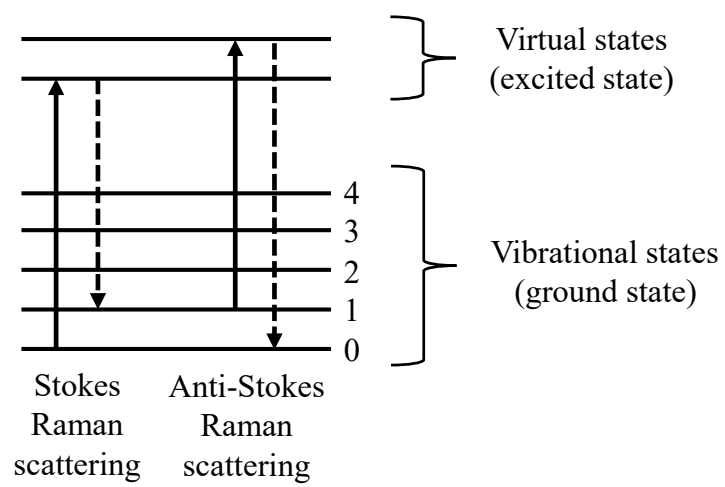 Virtual states
(excited state)
4
3
2
1
0
Vibrational states
(ground state)
Stokes
Raman
scattering
Anti-Stokes
Raman
scattering